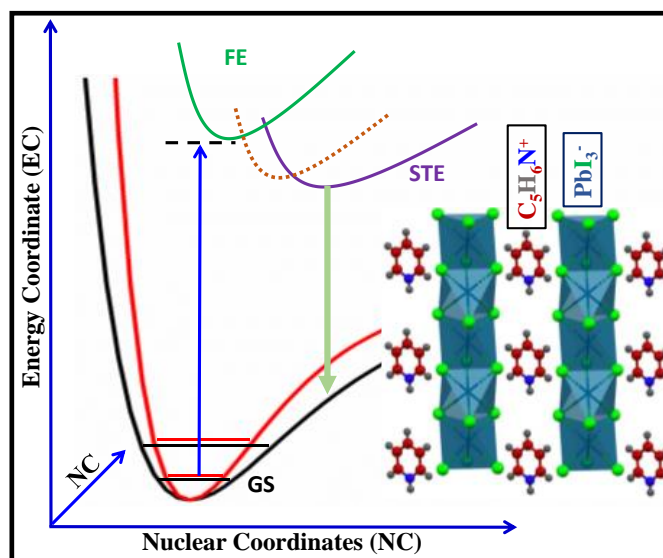 Energy Coordinate (EC)
FE
STE
NC
GS
Nuclear Coordinates (NC)
C₅H₆N⁺
PbI₃⁻